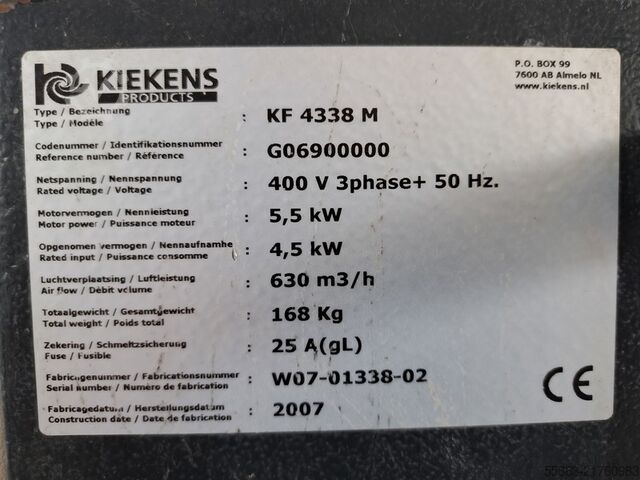 KIEKENS
PRODUCTS
P.O. BOX 99
7600 AB Almelo NL
www.kiekens.nl
Type / Bezeichnung
Type / Modèle : KF 4338 M
Codenummer / Identifikationsnummer
Reference number / Réference : G06900000
Netspanning / Nennspannung
Rated voltage / Voltage : 400 V 3phase+ 50 Hz.
Motorvermogen / Nennleistung
Motor power / Puissance moteur : 5,5 kW
Opgenomen vermogen / Nennaufnamhe
Rated input / Puissance consomme : 4,5 kW
Luchtverplaatsing / Luftleistung
Air flow / Débit volume : 630 m3/h
Totaalgewicht / Gesamtgewicht
Total weight / Poids total : 168 Kg
Zekering / Schmeltzsicherung
Fuse / Fusible : 25 A(gL)
Fabricagenummer / Fabricationsnummer
Serial number / Numéro de fabrication : W07-01338-02
Fabricagedatum / Herstellungsdatum
Construction date / Date de fabrication : 2007
CE